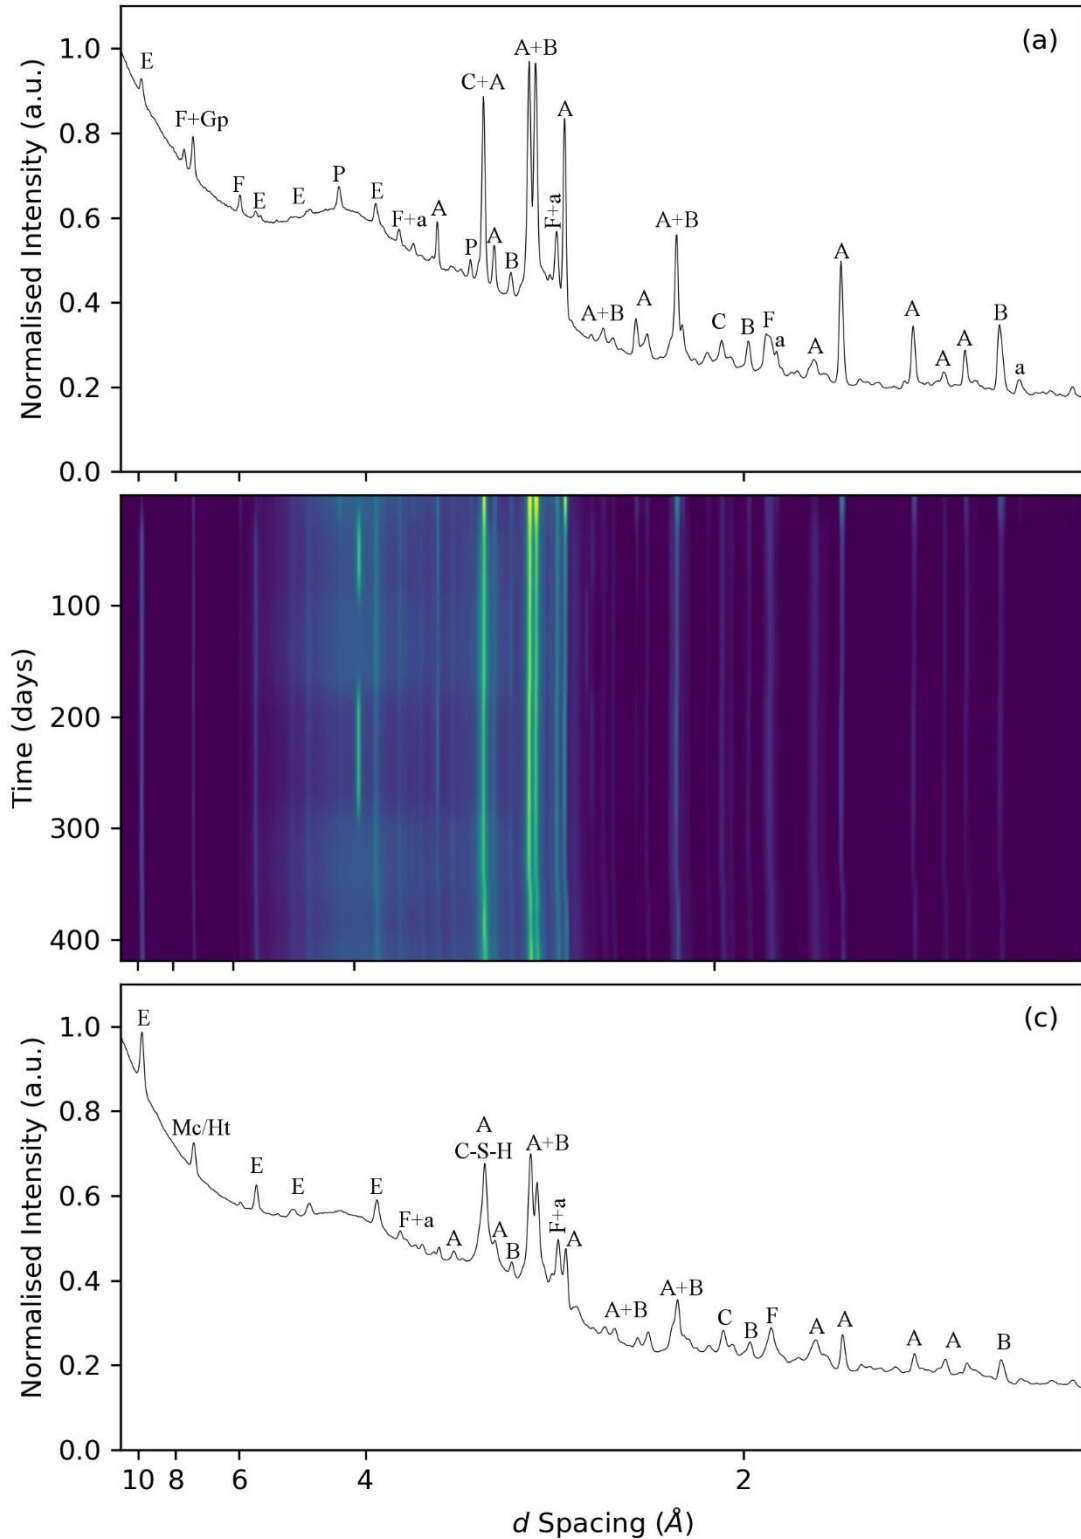 (a)
A+B
1.0
E
C+A
A
F+Gp
0.8
F
E
E
P
E
F+a
A
P
A
B
F+a
A+B
A
0.6
A+B
A
C
B
F
a
A
A
A
A
B
a
0.4
0.2
0.0
Normalised Intensity (a.u.)
100
200
300
400
Time (days)
(c)
1.0
E
0.8
Mc/Ht
A
C-S-H
A+B
E
E
E
F+a
A
A
B
F+a
A
0.6
A+B
A+B
C
B
F
A
A
A
A
B
0.4
0.2
0.0
Normalised Intensity (a.u.)
10 8 6 4 2
d Spacing (Å)